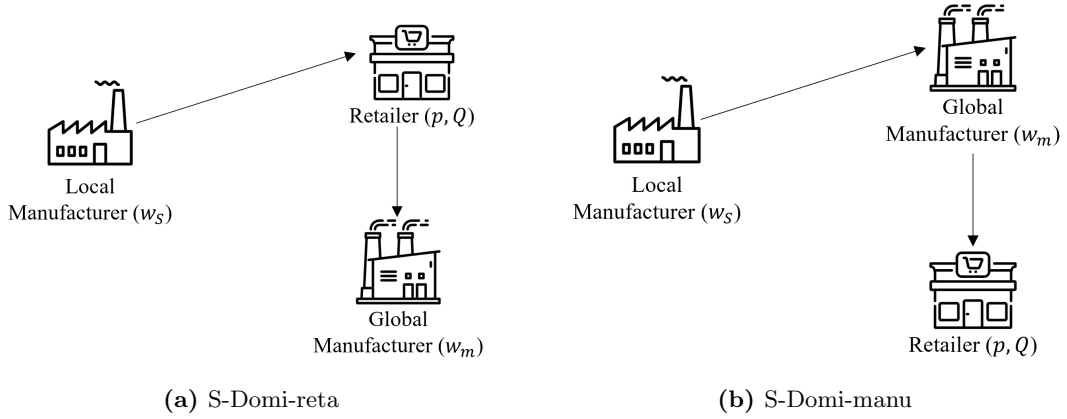 Retailer (p, Q)
Local
Manufacturer (w_S)
Global
Manufacturer (w_m)
(a) S-Domi-reta
Global
Manufacturer (w_m)
Local
Manufacturer (w_S)
Retailer (p, Q)
(b) S-Domi-manu